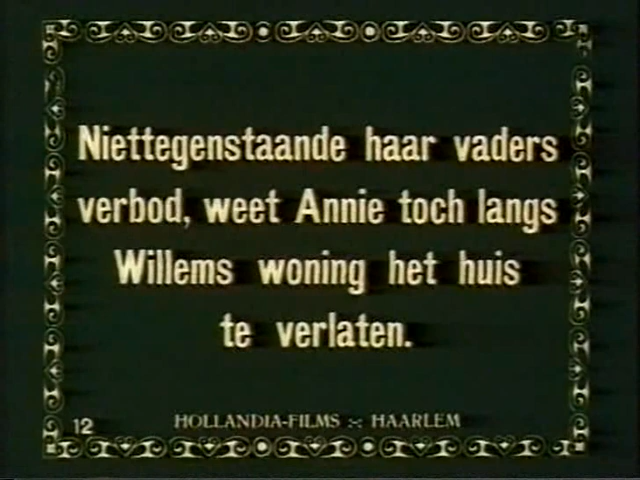 Niettegenstaande haar vaders
verbod, weet Annie toch langs
Willems woning het huis
te verlaten.
12
HOLLANDIA-FILMS :-: HAARLEM